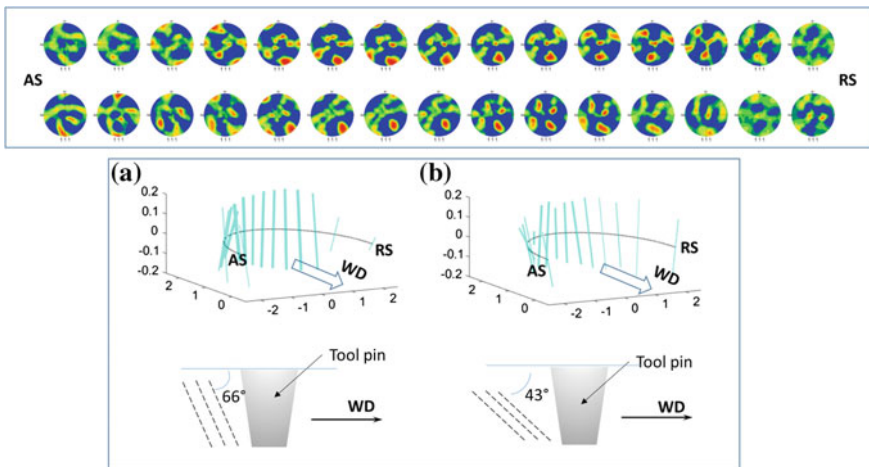 AS RS
(a) (b)
0.2 0.2
0.1 0.1
0 0
-0.1 -0.1
-0.2 -0.2
AS RS AS RS
WD WD
2 1 0 -2 -1 0 1 2 2 1 0 -2 -1 0 1 2
Tool pin Tool pin
66° 43°
WD WD